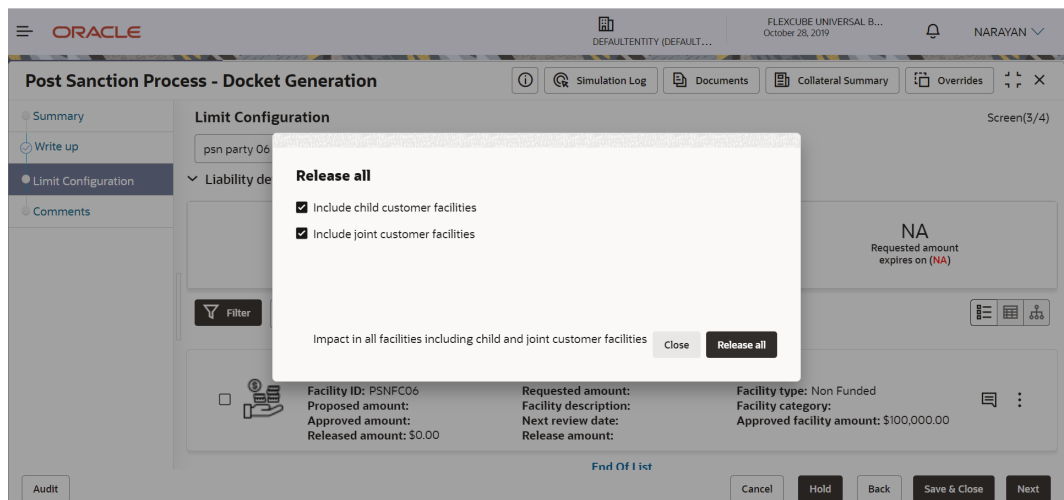 ORACLE
DEFAULTENTITY (DEFAULT...
FLEXCUBE UNIVERSAL B...
October 28, 2019
NARAYAN
Post Sanction Process - Docket Generation
Simulation Log
Documents
Collateral Summary
Overrides
Summary
Write up
Limit Configuration
Comments
Limit Configuration
Screen(3/4)
psn party 06
Liability de
NA
Requested amount
expires on (NA)
Filter
Release all
Include child customer facilities
Include joint customer facilities
Impact in all facilities including child and joint customer facilities
Close
Release all
Facility ID: PSNFC06
Proposed amount:
Approved amount:
Released amount: $0.00
Requested amount:
Facility description:
Next review date:
Release amount:
Facility type: Non Funded
Facility category:
Approved facility amount: $100,000.00
End Of List
Audit
Cancel
Hold
Back
Save & Close
Next